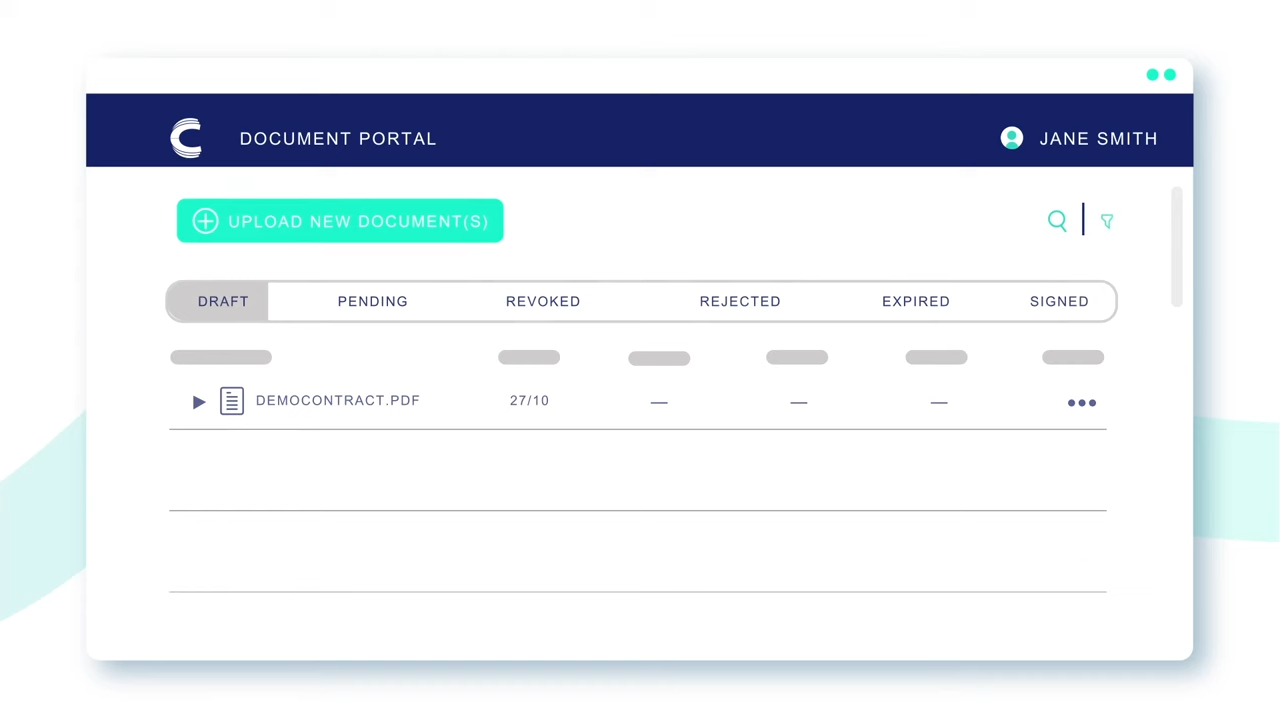 DOCUMENT PORTAL
JANE SMITH
UPLOAD NEW DOCUMENT(S)
DRAFT PENDING REVOKED REJECTED EXPIRED SIGNED
DEMOCONTRACT.PDF 27/10 — — —